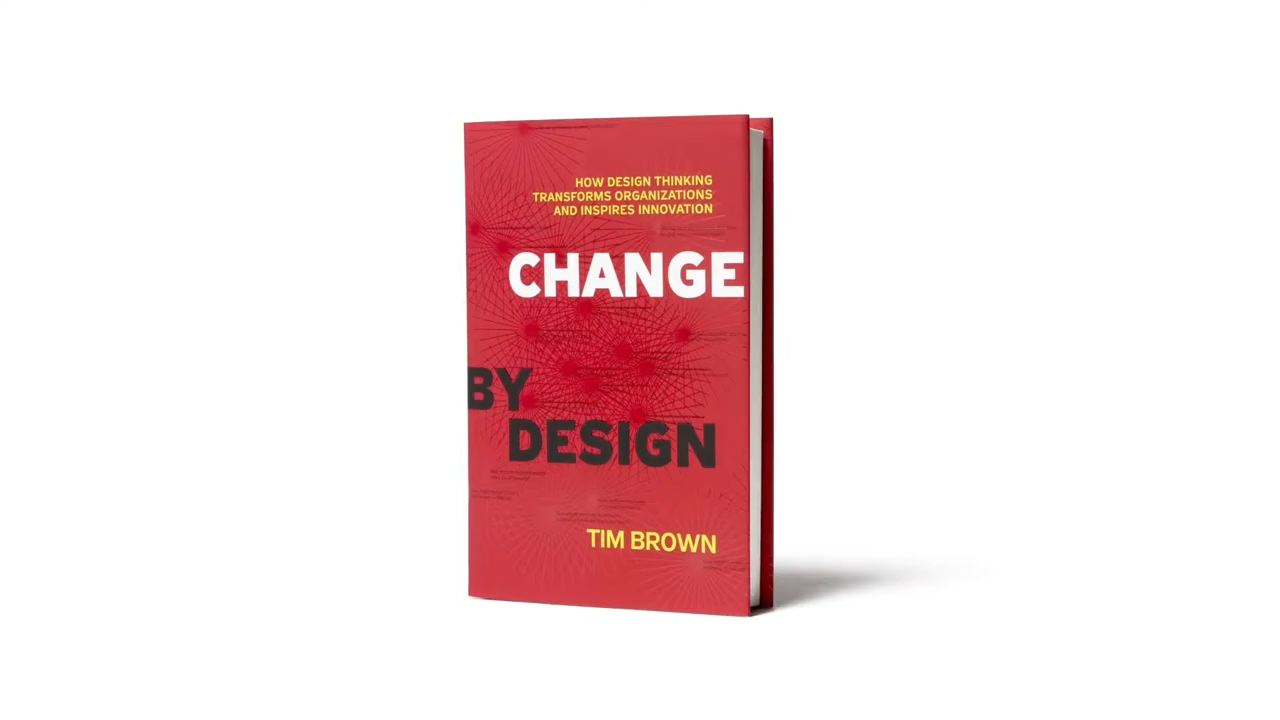 HOW DESIGN THINKING
TRANSFORMS ORGANIZATIONS
AND INSPIRES INNOVATION
CHANGE
BY
DESIGN
TIM BROWN